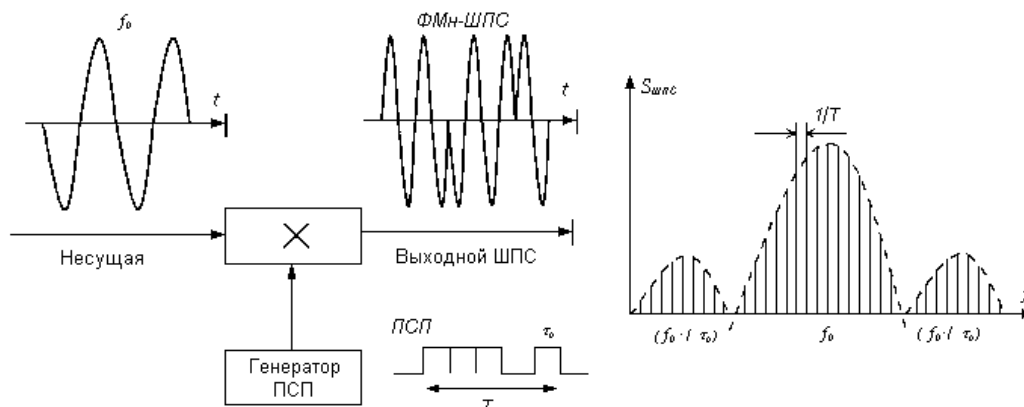 f₀
t
ФМн-ШПС
t
Несущая
Выходной ШПС
Генератор
ПСП
ПСП
τ₀
T
Sшпс
1/T
(f₀·1 τ₀)
f₀
(f₀·1 τ₀)